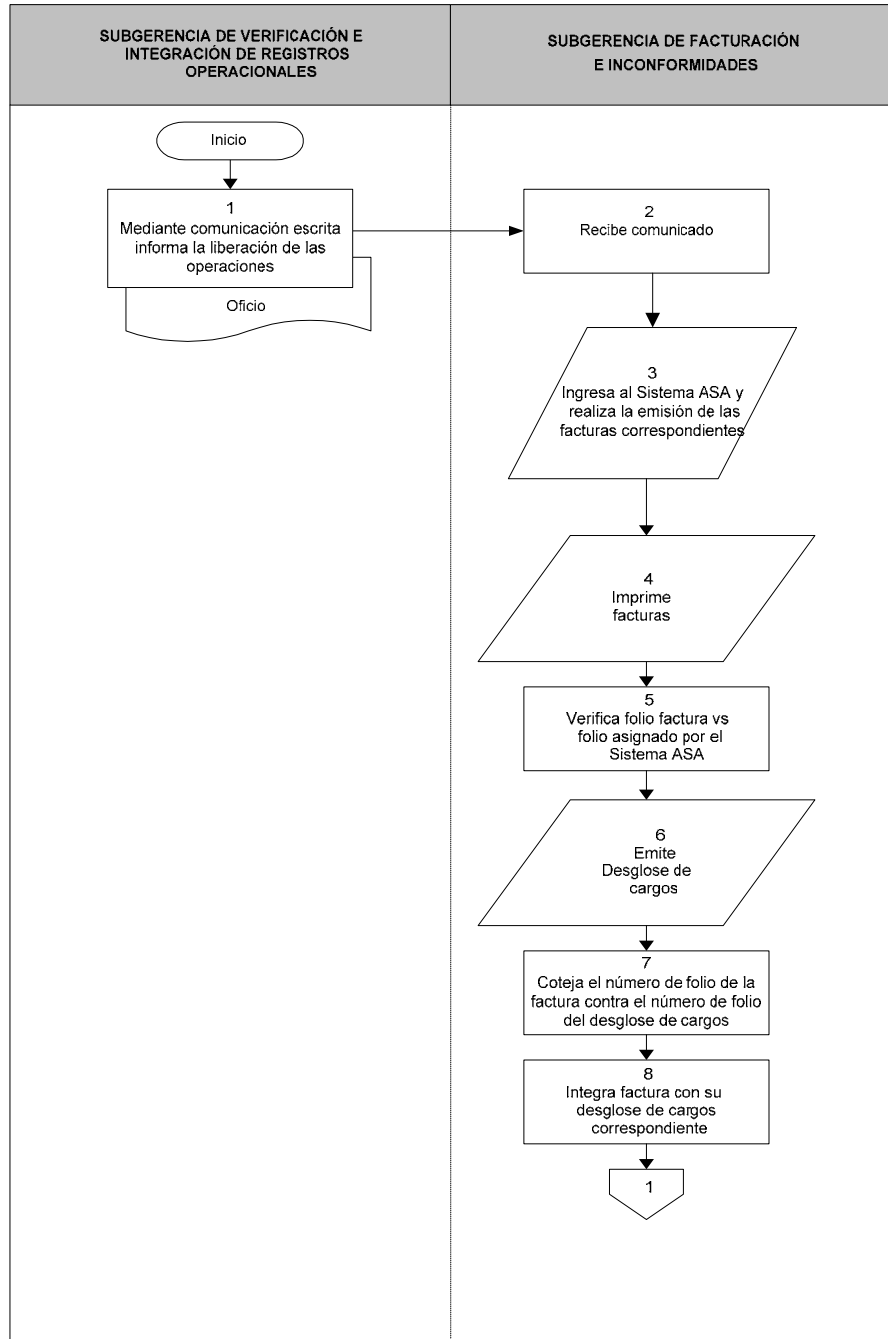 SUBGERENCIA DE VERIFICACIÓN E
INTEGRACIÓN DE REGISTROS
OPERACIONALES
SUBGERENCIA DE FACTURACIÓN
E INCONFORMIDADES
Inicio
1
Mediante comunicación escrita
informa la liberación de las
operaciones
Oficio
2
Recibe comunicado
3
Ingresa al Sistema ASA y
realiza la emisión de las
facturas correspondientes
4
Imprime
facturas
5
Verifica folio factura vs
folio asignado por el
Sistema ASA
6
Emite
Desglose de
cargos
7
Coteja el número de folio de la
factura contra el número de folio
del desglose de cargos
8
Integra factura con su
desglose de cargos
correspondiente
1